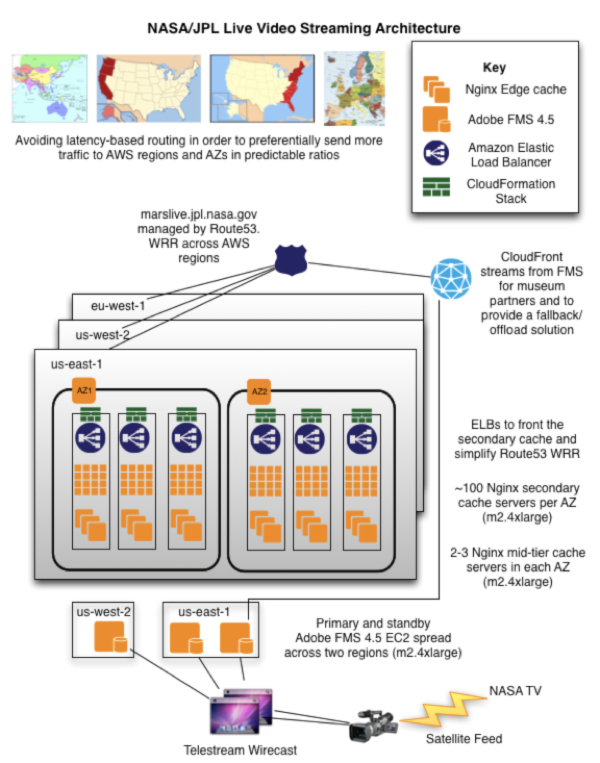 NASA/JPL Live Video Streaming Architecture
Avoiding latency-based routing in order to preferentially send more
traffic to AWS regions and AZs in predictable ratios
Key
Nginx Edge cache
Adobe FMS 4.5
Amazon Elastic
Load Balancer
CloudFormation
Stack
marslive.jpl.nasa.gov
managed by Route53.
WRR across AWS
regions
CloudFront
streams from FMS
for museum
partners and to
provide a fallback/
offload solution
eu-west-1
us-west-2
us-east-1
AZ1
AZ2
ELBs to front the
secondary cache and
simplify Route53 WRR
~100 Nginx secondary
cache servers per AZ
(m2.4xlarge)
2-3 Nginx mid-tier cache
servers in each AZ
(m2.4xlarge)
us-west-2
us-east-1
Primary and standby
Adobe FMS 4.5 EC2 spread
across two regions (m2.4xlarge)
NASA TV
Satellite Feed
Telestream Wirecast